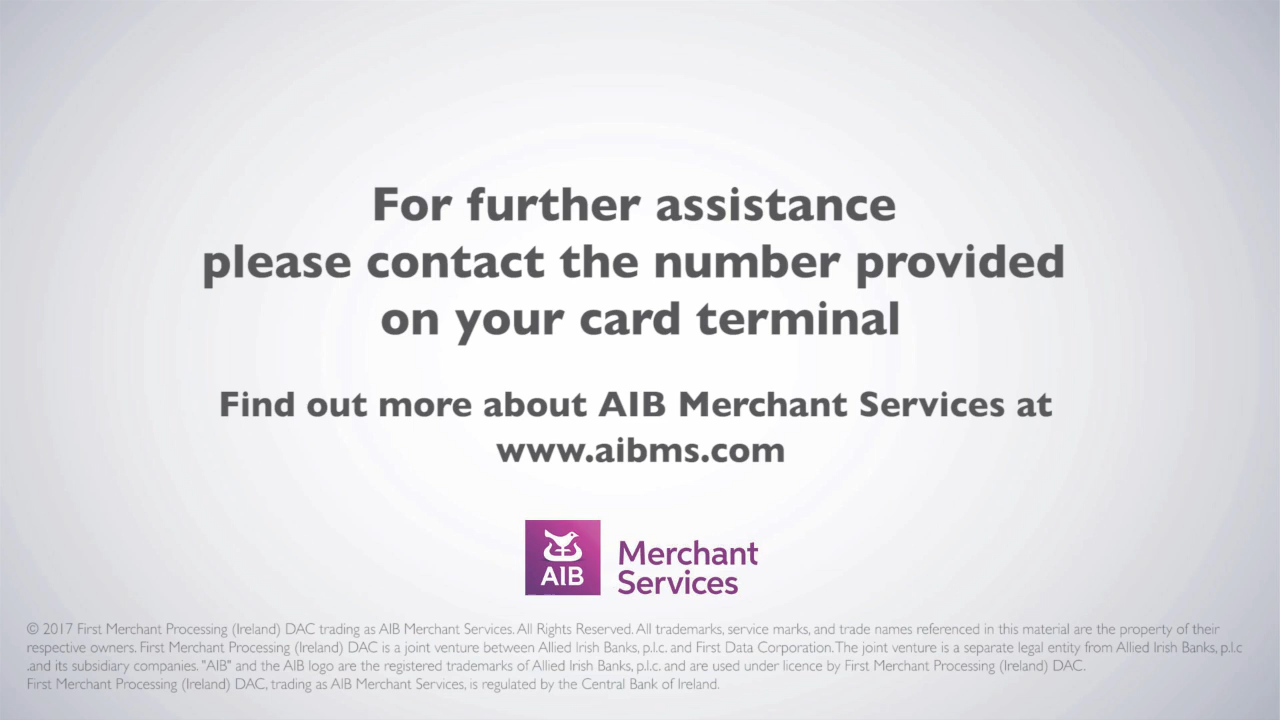 For further assistance
please contact the number provided
on your card terminal
Find out more about AIB Merchant Services at
www.aibms.com
AIB
Merchant
Services
© 2017 First Merchant Processing (Ireland) DAC trading as AIB Merchant Services. All Rights Reserved. All trademarks, service marks, and trade names referenced in this material are the property of their
respective owners. First Merchant Processing (Ireland) DAC is a joint venture between Allied Irish Banks, p.l.c. and First Data Corporation. The joint venture is a separate legal entity from Allied Irish Banks, p.l.c
.and its subsidiary companies. "AIB" and the AIB logo are the registered trademarks of Allied Irish Banks, p.l.c. and are used under licence by First Merchant Processing (Ireland) DAC.
First Merchant Processing (Ireland) DAC, trading as AIB Merchant Services, is regulated by the Central Bank of Ireland.